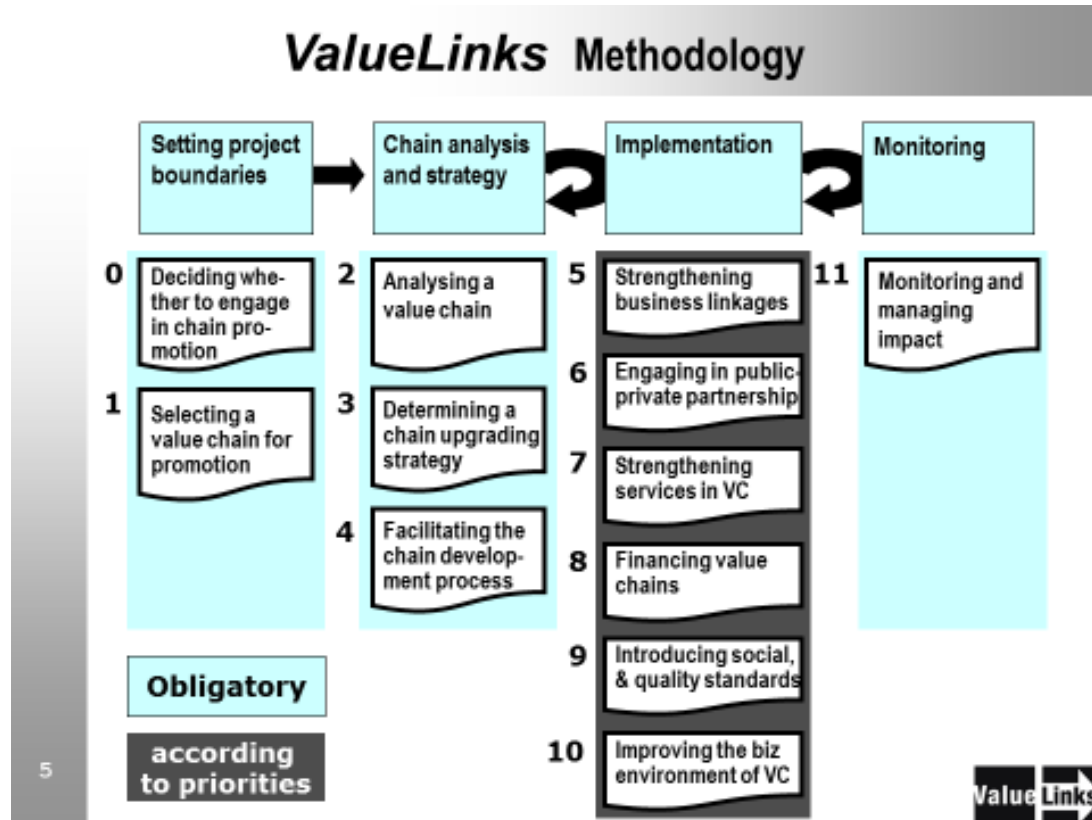 ValueLinks Methodology
Setting project
boundaries
Chain analysis
and strategy
Implementation
Monitoring
0
Deciding whe-
ther to engage
in chain pro-
motion
1
Selecting a
value chain for
promotion
2
Analysing a
value chain
3
Determining a
chain upgrading
strategy
4
Facilitating the
chain develop-
ment process
5
Strengthening
business linkages
6
Engaging in public-
private partnership
7
Strengthening
services in VC
8
Financing value
chains
9
Introducing social,
& quality standards
10
Improving the biz
environment of VC
11
Monitoring and
managing
impact
Obligatory
according
to priorities
5
Value Links